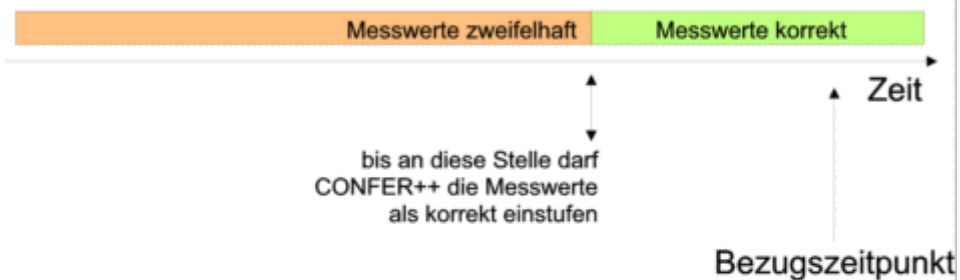 Messwerte zweifelhaft
Messwerte korrekt
Zeit
bis an diese Stelle darf
CONFER++ die Messwerte
als korrekt einstufen
Bezugszeitpunkt